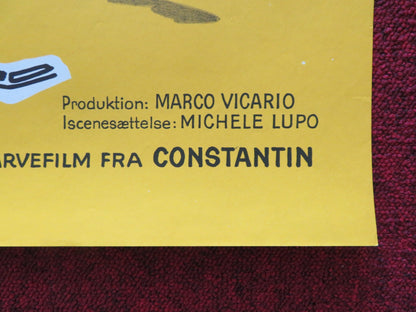 Produktion: MARCO VICARIO
Iscenesættelse: MICHELE LUPO
ARVEFILM FRA CONSTANTIN